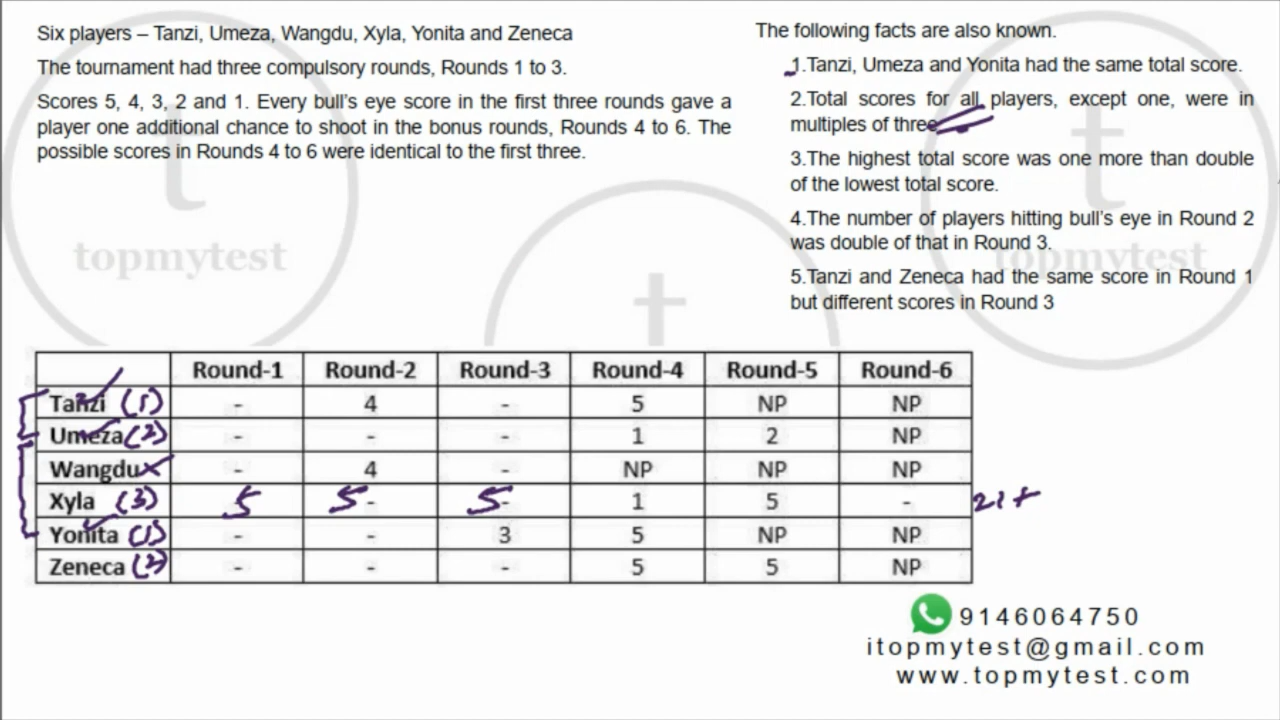 Six players – Tanzi, Umeza, Wangdu, Xyla, Yonita and Zeneca
The tournament had three compulsory rounds, Rounds 1 to 3.
Scores 5, 4, 3, 2 and 1. Every bull's eye score in the first three rounds gave a
player one additional chance to shoot in the bonus rounds, Rounds 4 to 6. The
possible scores in Rounds 4 to 6 were identical to the first three.
The following facts are also known.
1.Tanzi, Umeza and Yonita had the same total score.
2.Total scores for all players, except one, were in
multiples of three
3.The highest total score was one more than double
of the lowest total score.
4.The number of players hitting bull's eye in Round 2
was double of that in Round 3.
5.Tanzi and Zeneca had the same score in Round 1
but different scores in Round 3
t
topmytest
t
topmytest
t
Round-1 Round-2 Round-3 Round-4 Round-5 Round-6
Tanzi (1) - 4 - 5 NP NP
Umeza (2) - - - 1 2 NP
Wangdu x - 4 - NP NP NP
Xyla (3) 5 5- 5- 1 5 - 21+
Yonita (1) - - 3 5 NP NP
Zeneca (2) - - - 5 5 NP
9146064750
itopmytest@gmail.com
www.topmytest.com